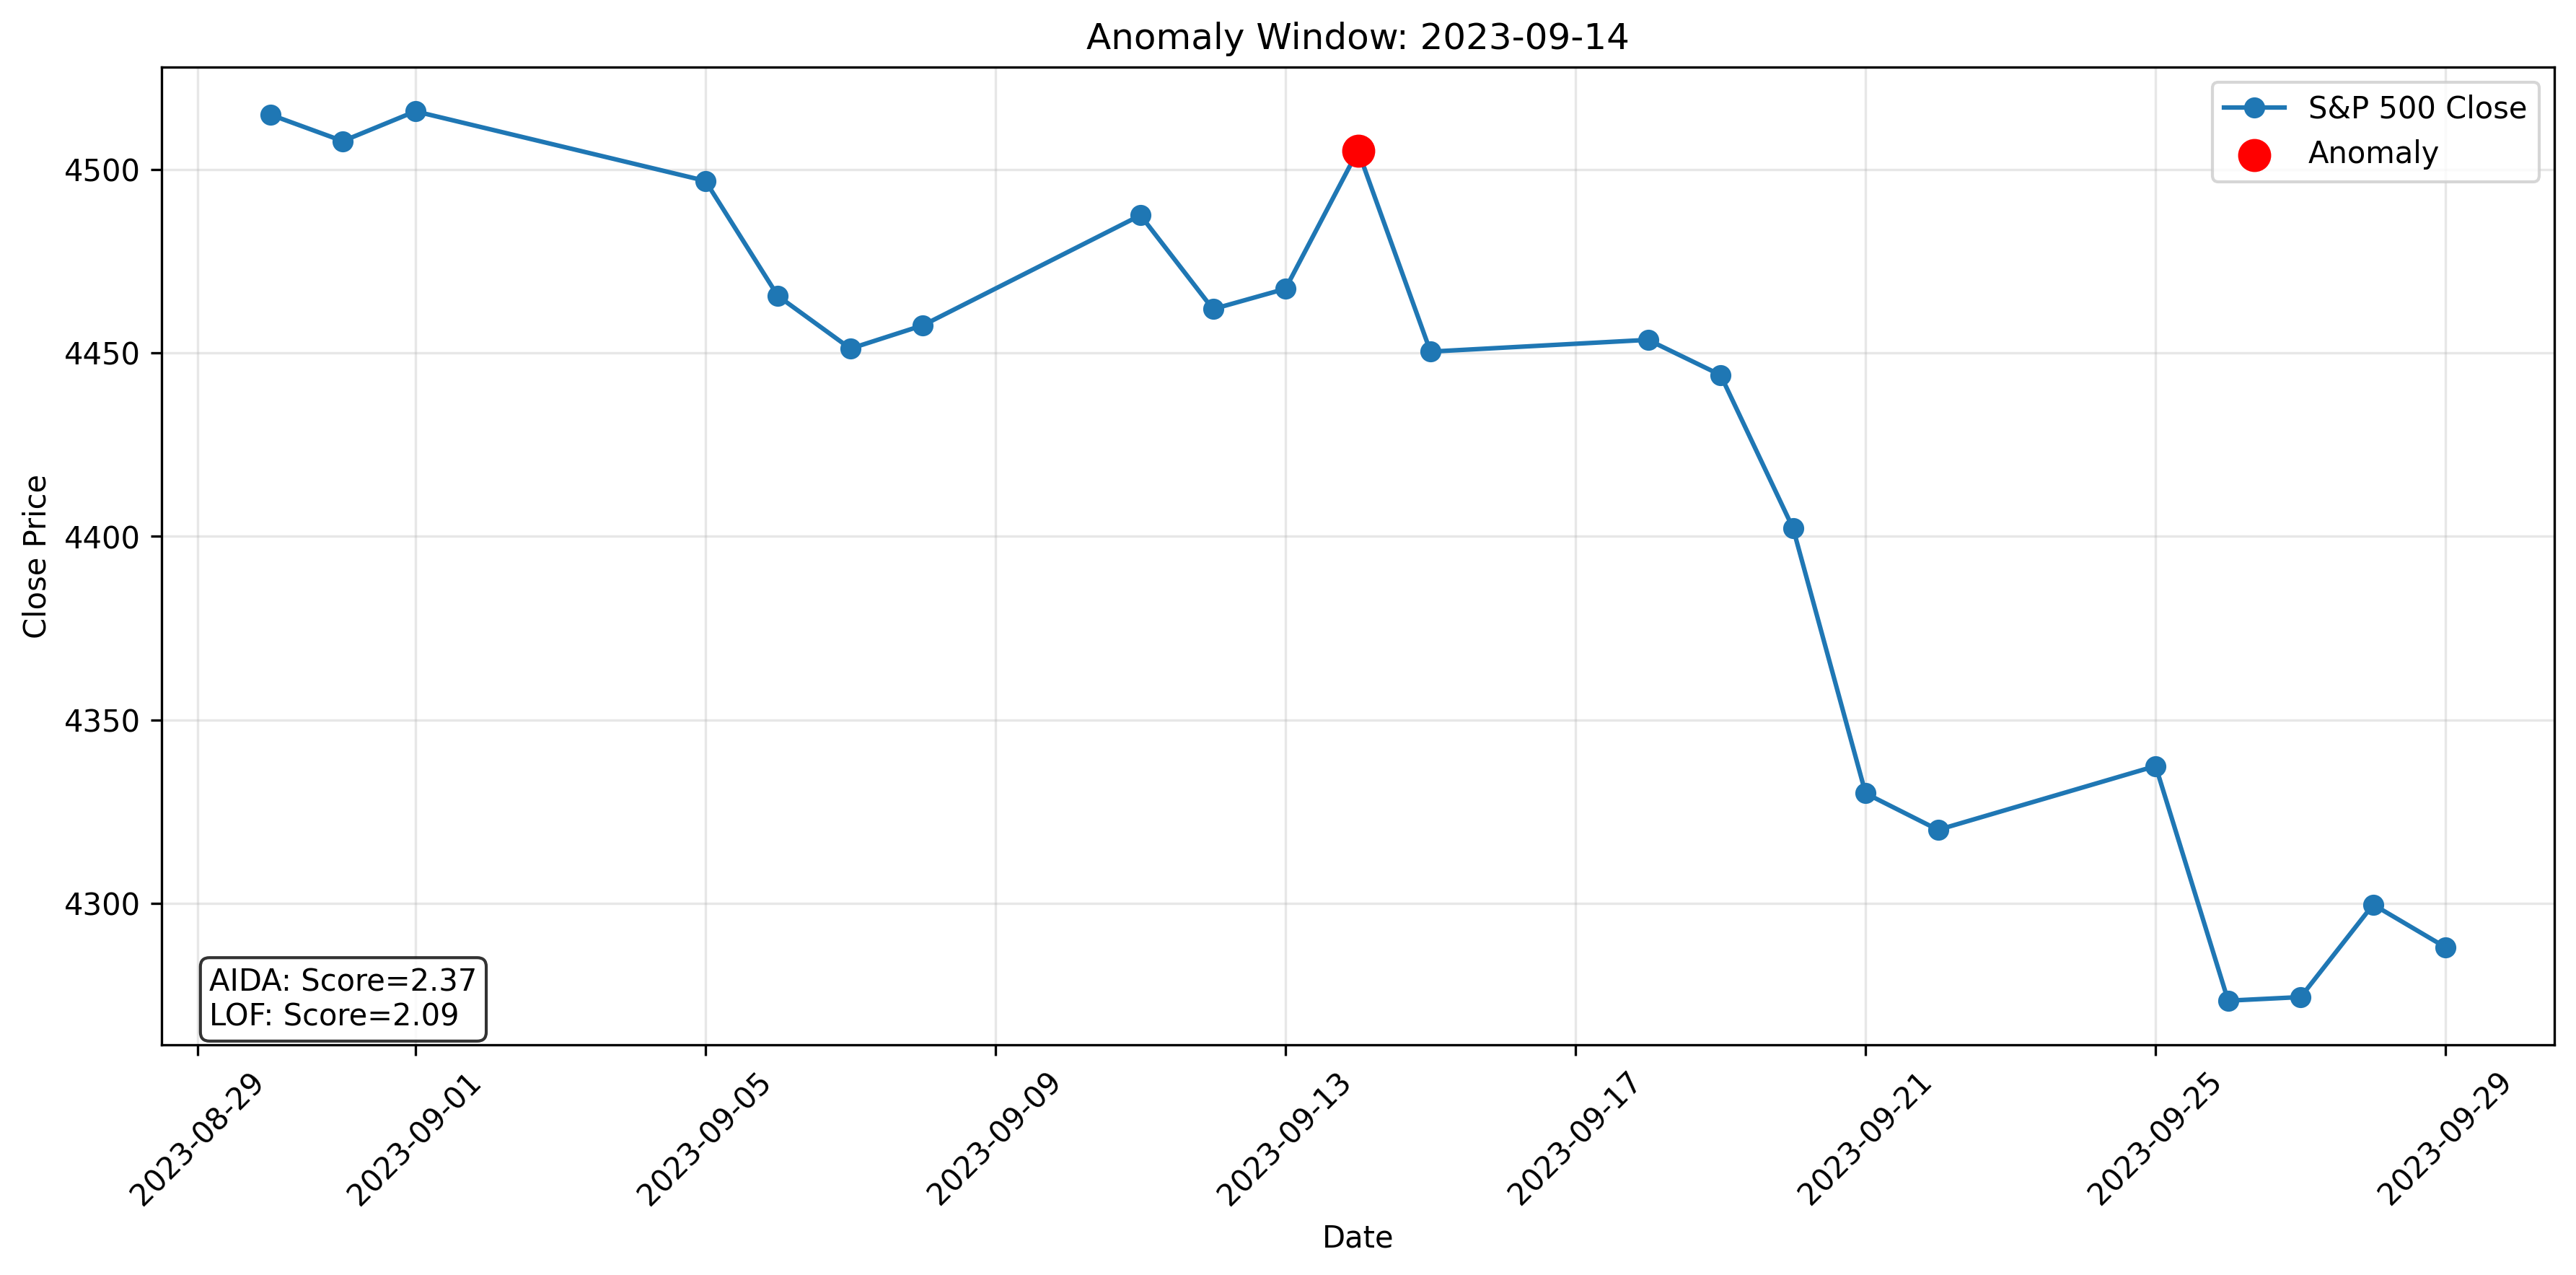 Anomaly Window: 2023-09-14
S&P 500 Close
Anomaly
Close Price
4500
4450
4400
4350
4300
AIDA: Score=2.37
LOF: Score=2.09
2023-08-29
2023-09-01
2023-09-05
2023-09-09
2023-09-13
2023-09-17
2023-09-21
2023-09-25
2023-09-29
Date